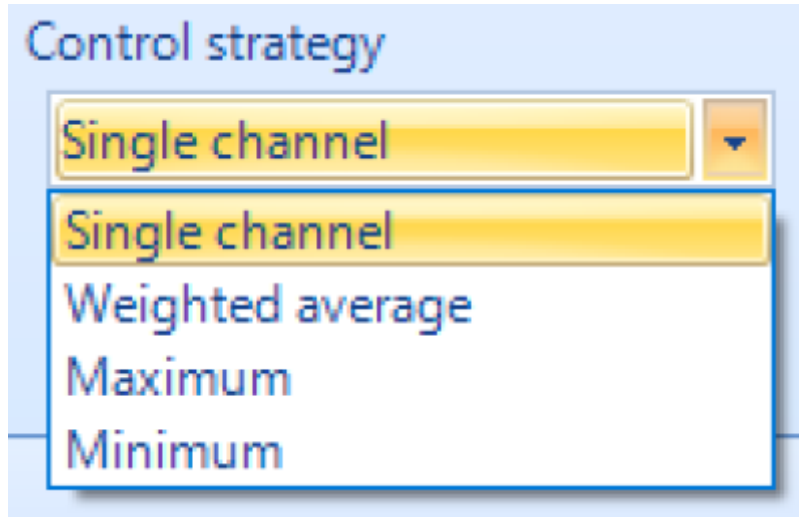 Control strategy
Single channel
Single channel
Weighted average
Maximum
Minimum